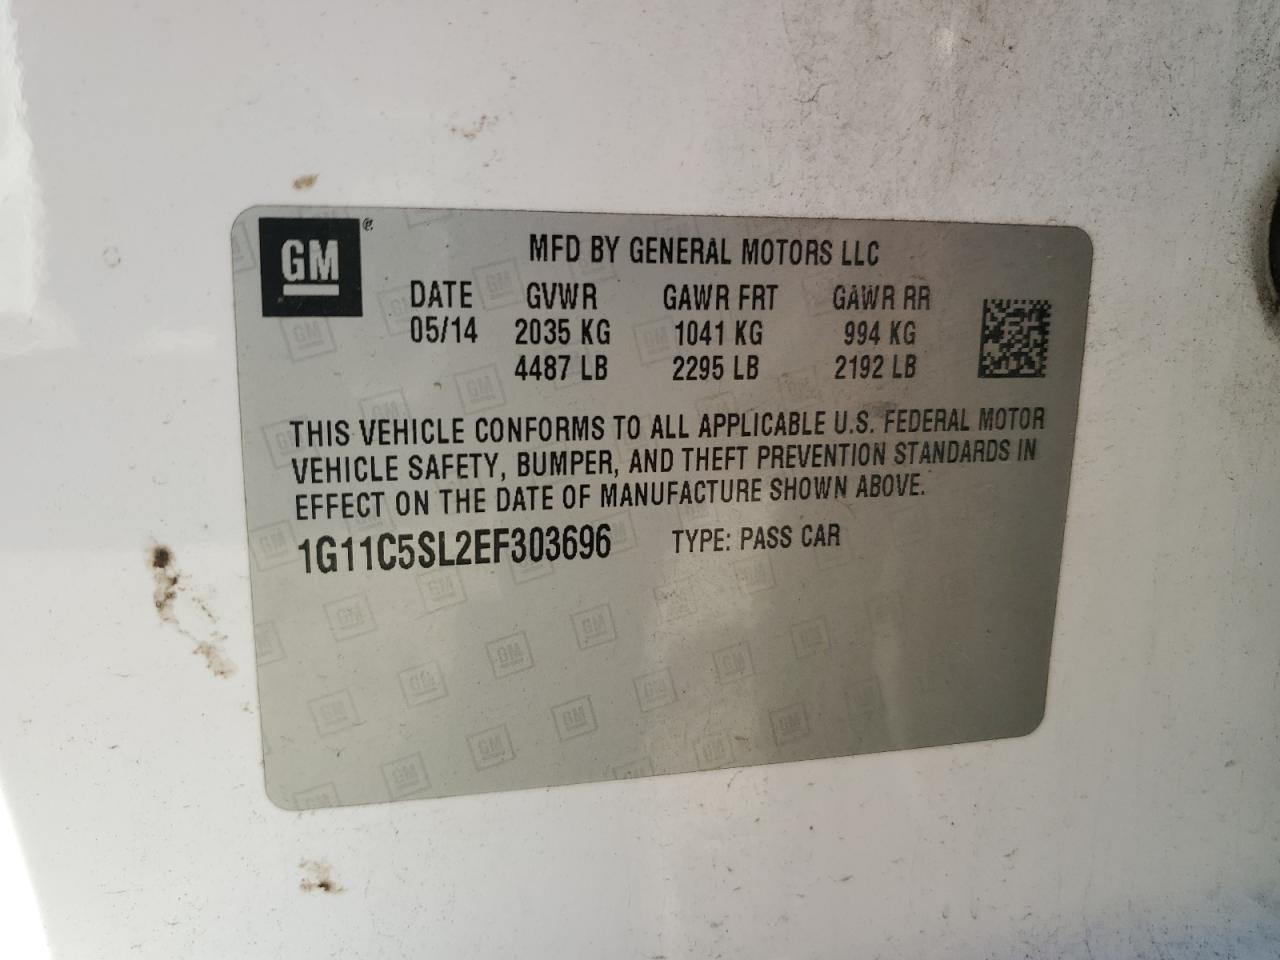 GM ®
MFD BY GENERAL MOTORS LLC
DATE GVWR GAWR FRT GAWR RR
05/14 2035 KG 1041 KG 994 KG
4487 LB 2295 LB 2192 LB
THIS VEHICLE CONFORMS TO ALL APPLICABLE U.S. FEDERAL MOTOR
VEHICLE SAFETY, BUMPER, AND THEFT PREVENTION STANDARDS IN
EFFECT ON THE DATE OF MANUFACTURE SHOWN ABOVE.
1G11C5SL2EF303696 TYPE: PASS CAR